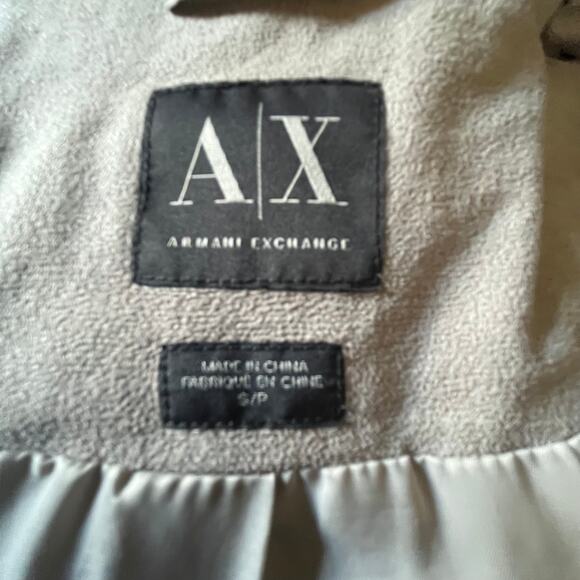 A|X
ARMANI EXCHANGE
MADE IN CHINA
FABRIQUÉ EN CHINE
S/P